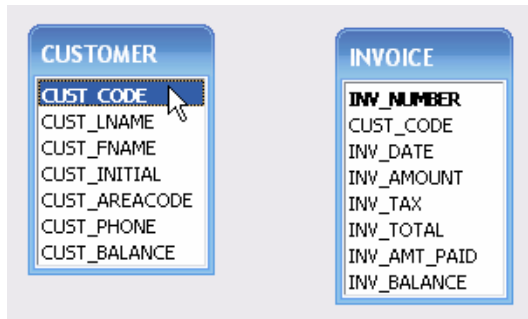 CUSTOMER
CUST_CODE
CUST_LNAME
CUST_FNAME
CUST_INITIAL
CUST_AREACODE
CUST_PHONE
CUST_BALANCE
INVOICE
INV_NUMBER
CUST_CODE
INV_DATE
INV_AMOUNT
INV_TAX
INV_TOTAL
INV_AMT_PAID
INV_BALANCE